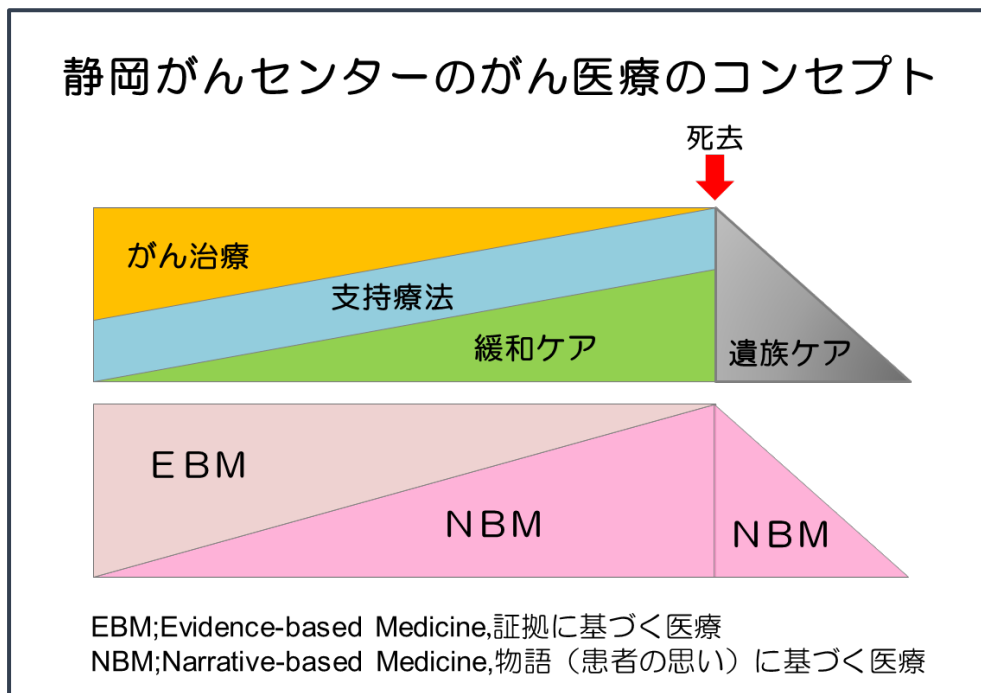 静岡がんセンターのがん医療のコンセプト
死去
がん治療
支持療法
緩和ケア
遺族ケア
EBM
NBM
NBM
EBM;Evidence-based Medicine,証拠に基づく医療
NBM;Narrative-based Medicine,物語（患者の思い）に基づく医療